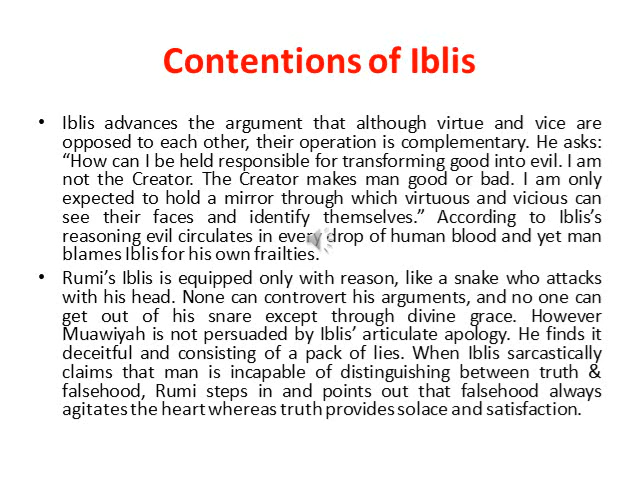 Contentions of Iblis
• Iblis advances the argument that although virtue and vice are
opposed to each other, their operation is complementary. He asks:
“How can I be held responsible for transforming good into evil. I am
not the Creator. The Creator makes man good or bad. I am only
expected to hold a mirror through which virtuous and vicious can
see their faces and identify themselves.” According to Iblis’s
reasoning evil circulates in every drop of human blood and yet man
blames Iblis for his own frailties.
• Rumi’s Iblis is equipped only with reason, like a snake who attacks
with his head. None can controvert his arguments, and no one can
get out of his snare except through divine grace. However
Muawiyah is not persuaded by Iblis’ articulate apology. He finds it
deceitful and consisting of a pack of lies. When Iblis sarcastically
claims that man is incapable of distinguishing between truth &
falsehood, Rumi steps in and points out that falsehood always
agitates the heart whereas truth provides solace and satisfaction.